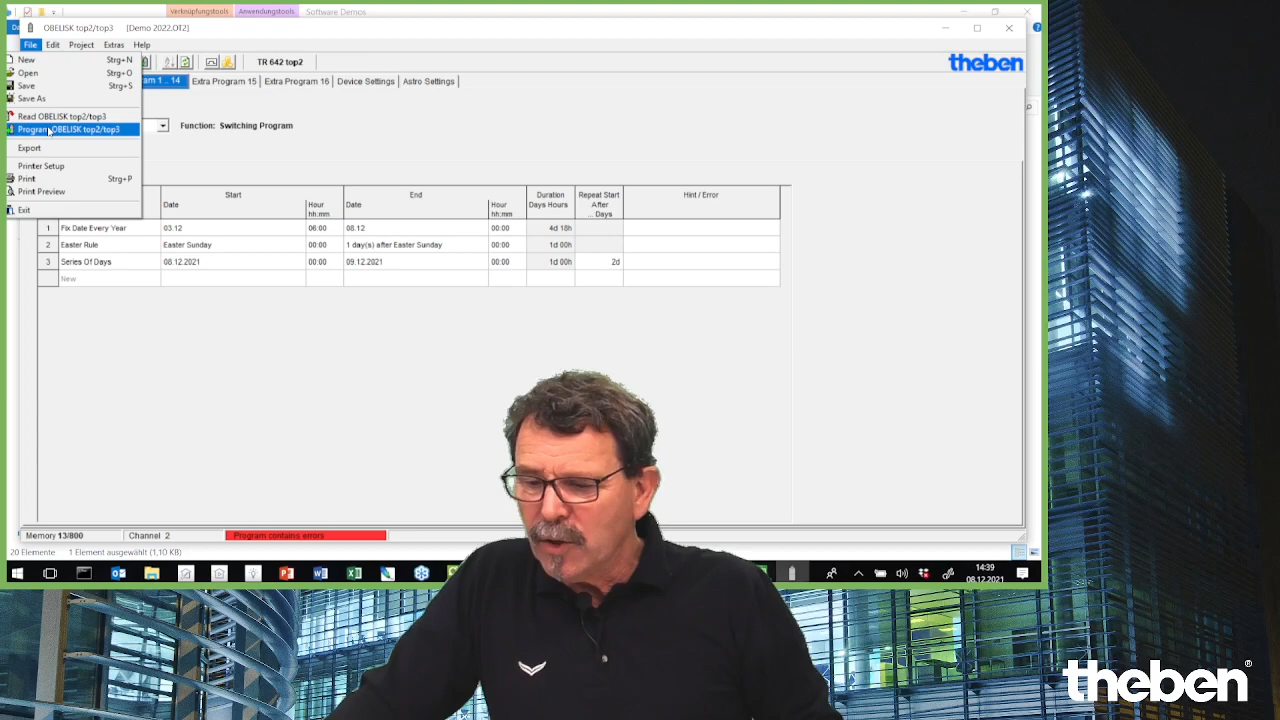 Verknüpfungstools Anwendungstools Software Demos
OBELISK top2/top3 [Demo 2022.OT2]
File Edit Project Extras Help
New Strg+N
Open Strg+O
Save Strg+S
Save As
Read OBELISK top2/top3
Program OBELISK top2/top3
Export
Printer Setup
Print Strg+P
Print Preview
Exit
TR 642 top2
theben
1 .. 14 Extra Program 15 Extra Program 16 Device Settings Astro Settings
Function: Switching Program
Start End Duration Repeat Start Hint / Error
Date Hour Date Hour Days Hours After
hh:mm hh:mm ... Days
1 Fix Date Every Year 03.12 06:00 08.12 00:00 4d 18h
2 Easter Rule Easter Sunday 00:00 1 day(s) after Easter Sunday 00:00 1d 00h
3 Series Of Days 08.12.2021 00:00 09.12.2021 00:00 1d 00h 2d
New
Memory 13/800 Channel 2 Program contains errors
20 Elemente 1 Element ausgewählt (1,10 KB)
14:39
08.12.2021
theben®